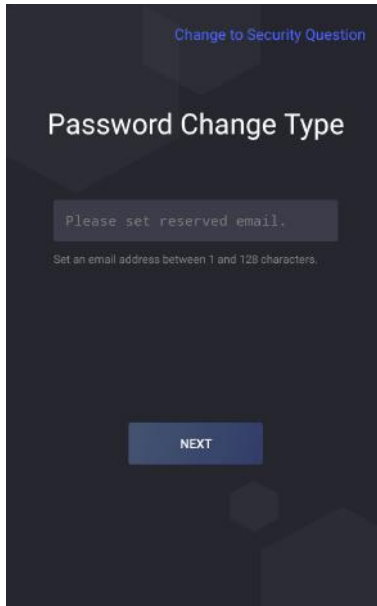 Change to Security Question
Password Change Type
Please set reserved email.
Set an email address between 1 and 128 characters.
NEXT